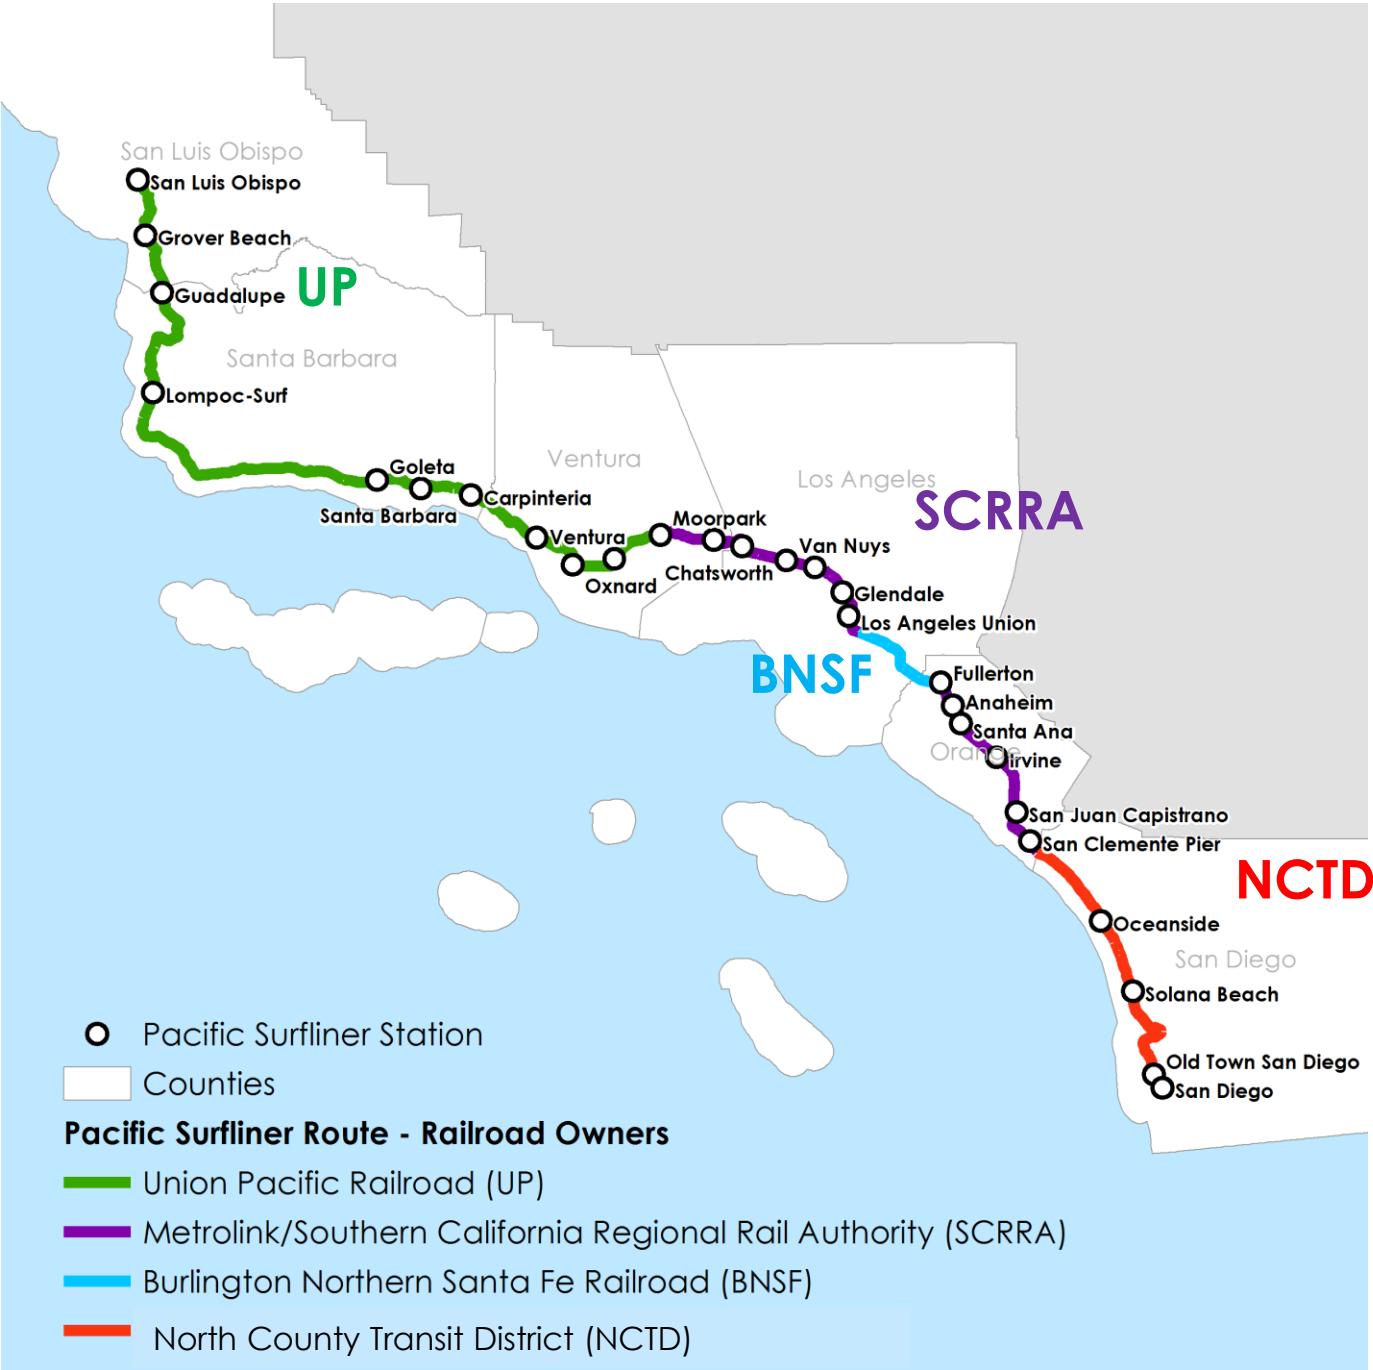 San Luis Obispo
San Luis Obispo
Grover Beach
UP
Guadalupe
Santa Barbara
Lompoc-Surf
Goleta
Ventura
Los Angeles
Carpinteria
SCRRA
Santa Barbara
Moorpark
Ventura
Van Nuys
Chatsworth
Oxnard
Glendale
Los Angeles Union
BNSF
Fullerton
Anaheim
Santa Ana
Orange
Irvine
San Juan Capistrano
San Clemente Pier
NCTD
Oceanside
San Diego
Solana Beach
Old Town San Diego
San Diego
Pacific Surfliner Station
Counties
Pacific Surfliner Route - Railroad Owners
Union Pacific Railroad (UP)
Metrolink/Southern California Regional Rail Authority (SCRRA)
Burlington Northern Santa Fe Railroad (BNSF)
North County Transit District (NCTD)